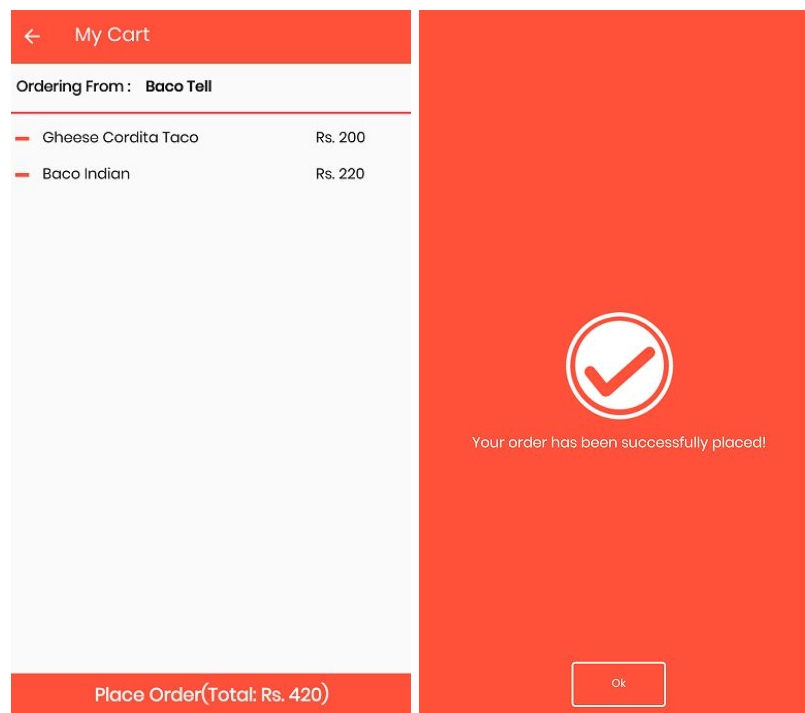 My Cart
Ordering From : Baco Tell
Gheese Cordita Taco Rs. 200
Baco Indian Rs. 220
Place Order(Total: Rs. 420)
Your order has been successfully placed!
Ok